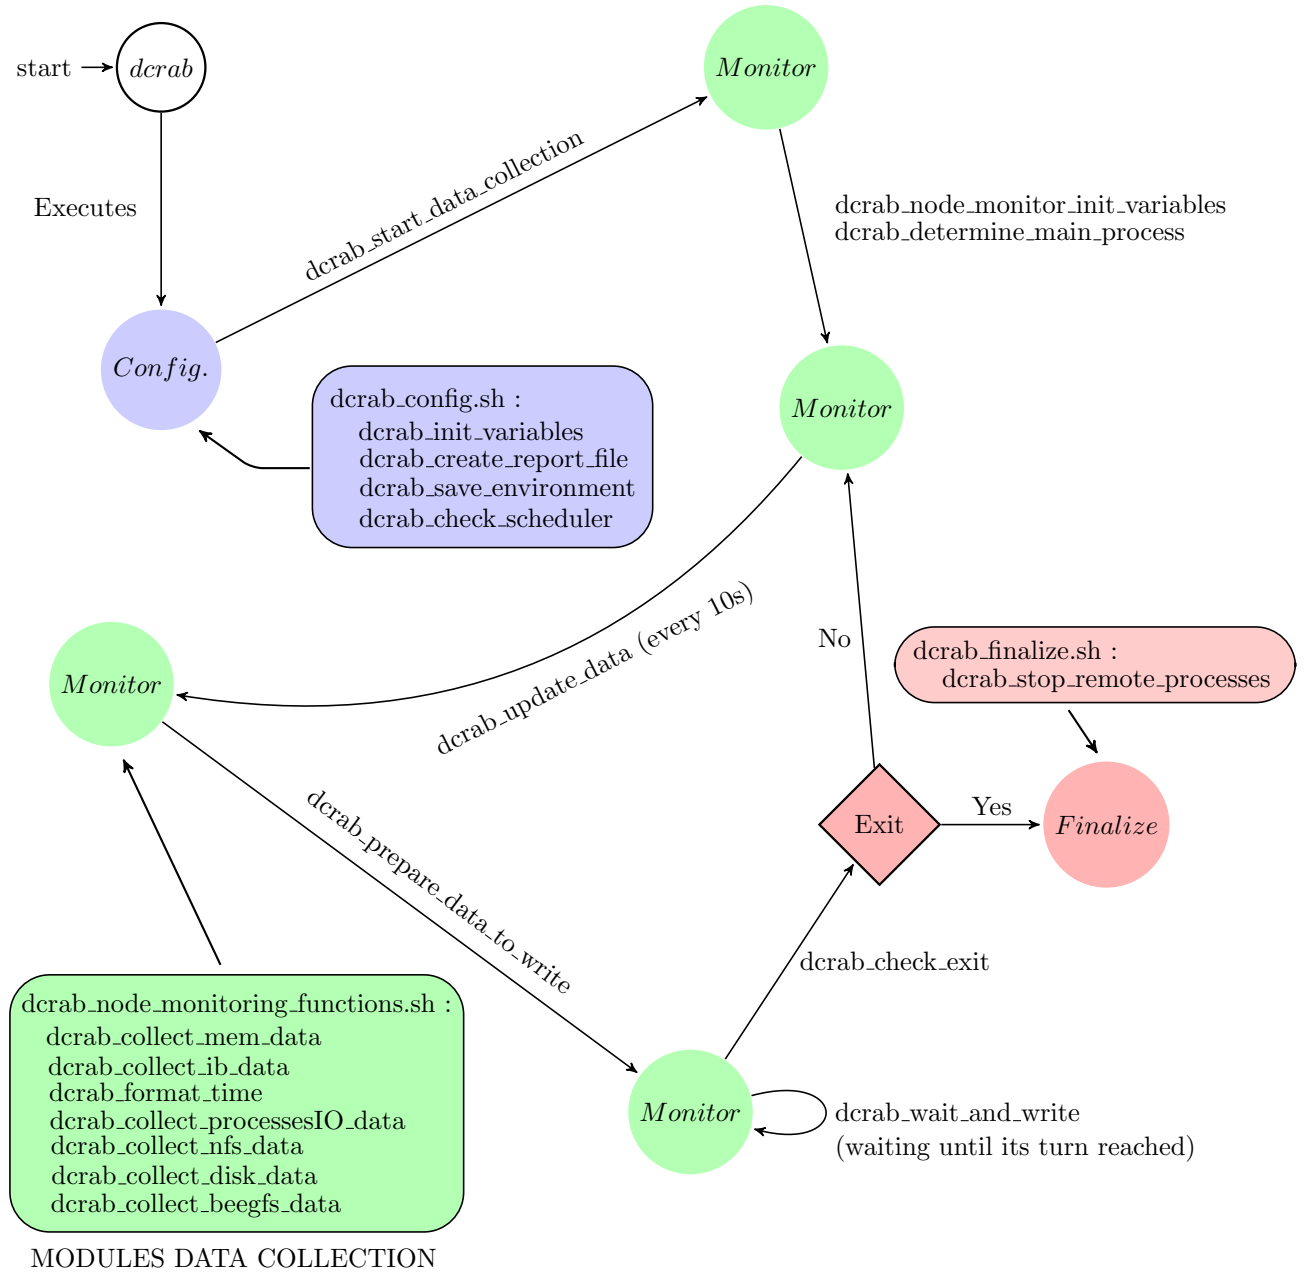 start
dcrab
Monitor
Executes
dcrab_start_data_collection
dcrab_node_monitor_init_variables
dcrab_determine_main_process
Config.
Monitor
dcrab_config.sh :
dcrab_init_variables
dcrab_create_report_file
dcrab_save_environment
dcrab_check_scheduler
dcrab_update_data (every 10s)
No
dcrab_finalize.sh :
dcrab_stop_remote_processes
Monitor
Exit
Yes
Finalize
dcrab_prepare_data_to_write
dcrab_check_exit
dcrab_node_monitoring_functions.sh :
dcrab_collect_mem_data
dcrab_collect_ib_data
dcrab_format_time
dcrab_collect_processesIO_data
dcrab_collect_nfs_data
dcrab_collect_disk_data
dcrab_collect_beegfs_data
Monitor
dcrab_wait_and_write
(waiting until its turn reached)
MODULES DATA COLLECTION